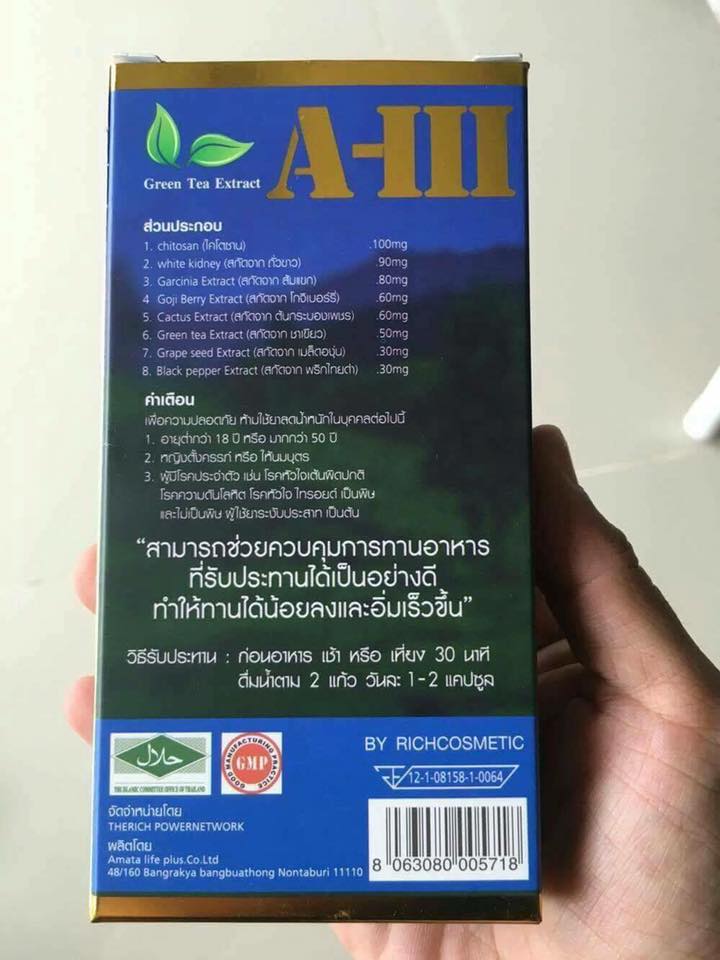 Green Tea Extract
A-III
ส่วนประกอบ
1. chitosan (ไคโตซาน) .100mg
2. white kidney (สกัดจาก ถั่วขาว) .90mg
3. Garcinia Extract (สกัดจาก ส้มแขก) .80mg
4 Goji Berry Extract (สกัดจาก โกจิเบอร์รี่) .60mg
5. Cactus Extract (สกัดจาก ต้นกระบองเพชร) .60mg
6. Green tea Extract (สกัดจาก ชาเขียว) .50mg
7. Grape seed Extract (สกัดจาก เมล็ดองุ่น) .30mg
8. Black pepper Extract (สกัดจาก พริกไทยดำ) .30mg
คำเตือน
เพื่อความปลอดภัย ห้ามใช้ยาลดน้ำหนักในบุคคลต่อไปนี้
1. อายุต่ำกว่า 18 ปี หรือ มากกว่า 50 ปี
2. หญิงตั้งครรภ์ หรือ ให้นมบุตร
3. ผู้มีโรคประจำตัว เช่น โรคหัวใจเต้นผิดปกติ
โรคความดันโลหิต โรคหัวใจ ไทรอยด์ เป็นพิษ
และไม่เป็นพิษ ผู้ใช้ยาระงับประสาท เป็นต้น
“สามารถช่วยควบคุมการทานอาหาร
ที่รับประทานได้เป็นอย่างดี
ทำให้ทานได้น้อยลงและอิ่มเร็วขึ้น”
วิธีรับประทาน : ก่อนอาหาร เช้า หรือ เที่ยง 30 นาที
ดื่มน้ำตาม 2 แก้ว วันละ 1-2 แคปซูล
حلال
THE ISLAMIC COMMITTEE OFFICE OF THAILAND
GOOD MANUFACTURING PRACTICE
GMP
BY RICHCOSMETIC
12-1-08158-1-0064
จัดจำหน่ายโดย
THERICH POWERNETWORK
ผลิตโดย
Amata life plus.Co.Ltd
48/160 Bangrakya bangbuathong Nontaburi 11110
8 063080 005718